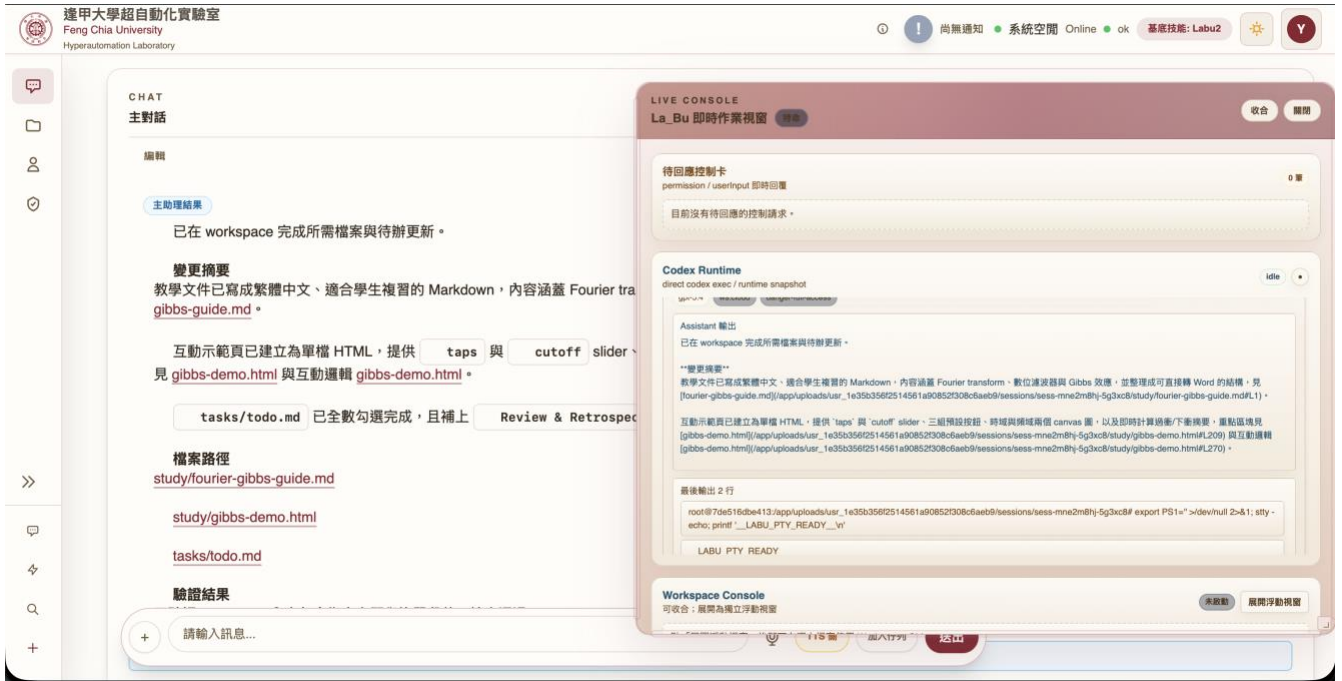 逢甲大學超自動化實驗室
Feng Chia University
Hyperautomation Laboratory
尚無通知
系統空閒 Online
ok
基底技能: Labu2
Y
CHAT
主對話
編輯
主助理結果
已在 workspace 完成所需檔案與待辦更新。
變更摘要
教學文件已寫成繁體中文、適合學生複習的 Markdown，內容涵蓋 Fourier tra
gibbs-guide.md。
互動示範頁已建立為單檔 HTML，提供 taps 與 cutoff slider、
見 gibbs-demo.html 與互動邏輯 gibbs-demo.html。
tasks/todo.md 已全數勾選完成，且補上 Review & Retrospec
檔案路徑
study/fourier-gibbs-guide.md
study/gibbs-demo.html
tasks/todo.md
驗證結果
請輸入訊息...
送出
LIVE CONSOLE
La_Bu 即時作業視窗
收合
關閉
待回應控制卡
permission / userInput 即時回覆
0 筆
目前沒有待回應的控制請求。
Codex Runtime
direct codex exec / runtime snapshot
idle
Assistant 輸出
已在 workspace 完成所需檔案與待辦更新。
**變更摘要**
教學文件已寫成繁體中文、適合學生複習的 Markdown，內容涵蓋 Fourier transform、數位濾波器與 Gibbs 效應，並整理成可直接轉 Word 的結構，見
[fourier-gibbs-guide.md](/app/uploads/usr_1e35b356f2514561a90852f308c6aeb9/sessions/sess-mne2m8hj-5g3xc8/study/fourier-gibbs-guide.md#L1)。
互動示範頁已建立為單檔 HTML，提供 `taps` 與 `cutoff` slider、三組預設按鈕、時域與頻域兩個 canvas 圖，以及即時計算過衝/下衝摘要，重點區塊見
[gibbs-demo.html](/app/uploads/usr_1e35b356f2514561a90852f308c6aeb9/sessions/sess-mne2m8hj-5g3xc8/study/gibbs-demo.html#L209) 與互動邏輯
[gibbs-demo.html](/app/uploads/usr_1e35b356f2514561a90852f308c6aeb9/sessions/sess-mne2m8hj-5g3xc8/study/gibbs-demo.html#L270)。
最後輸出 2 行
root@7de516dbe413:/app/uploads/usr_1e35b356f2514561a90852f308c6aeb9/sessions/sess-mne2m8hj-5g3xc8# export PS1='' >/dev/null 2>&1; stty -
echo; printf '__LABU_PTY_READY__\n'
LABU PTY READY
Workspace Console
可收合；展開為獨立浮動視窗
未啟動
展開浮動視窗